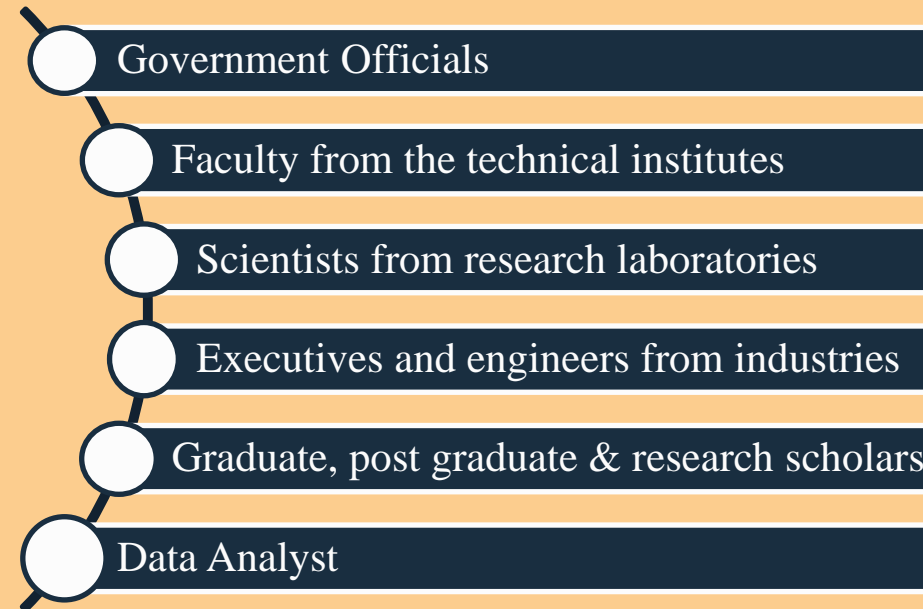 Government Officials
Faculty from the technical institutes
Scientists from research laboratories
Executives and engineers from industries
Graduate, post graduate & research scholars
Data Analyst